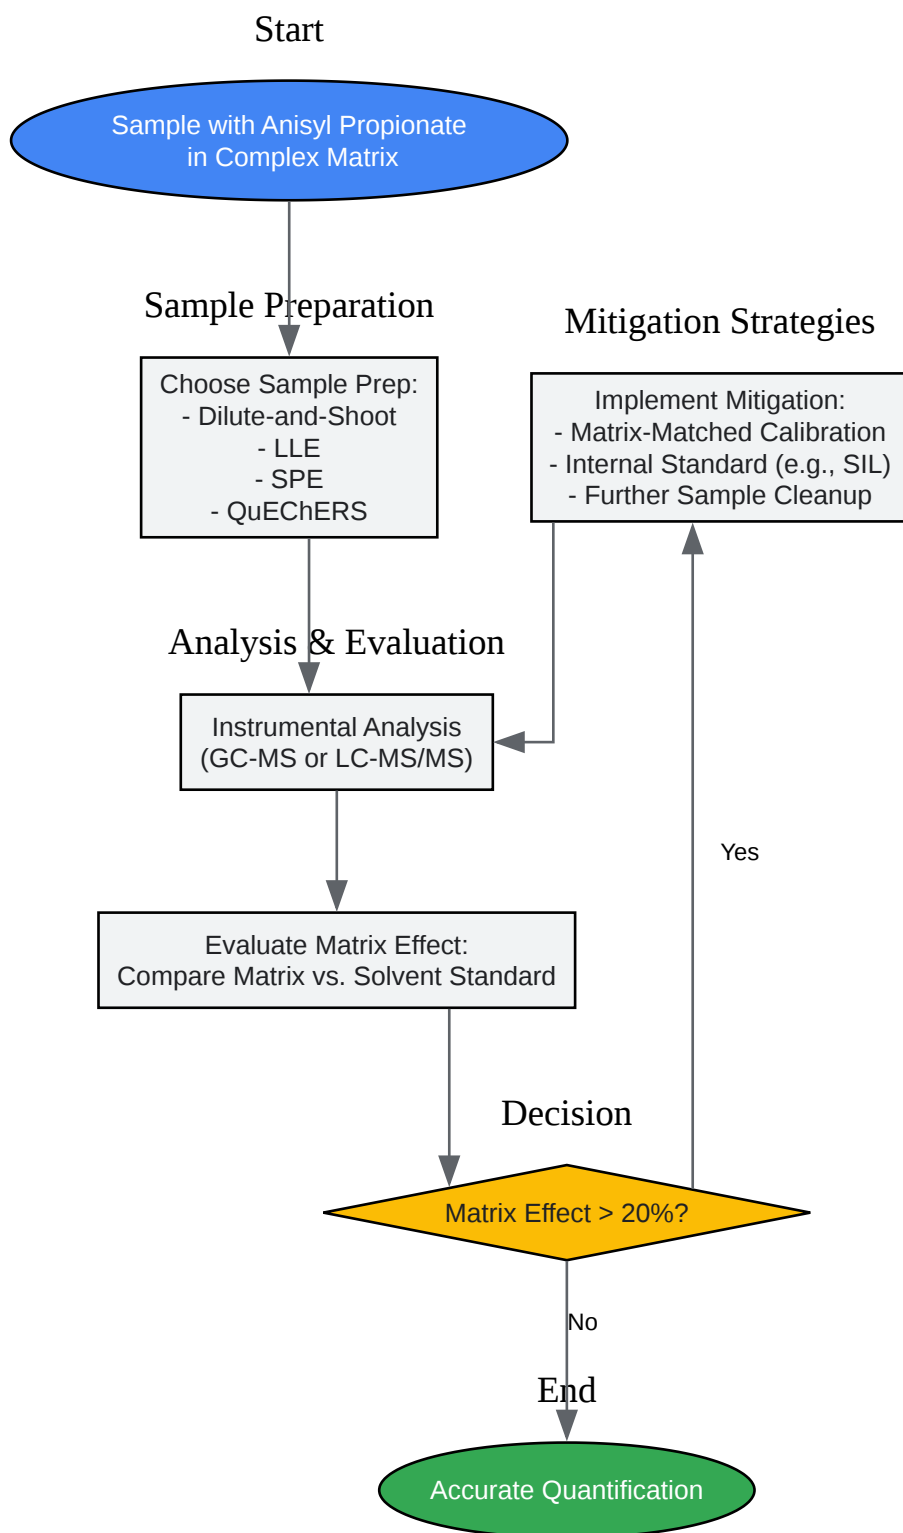 Start
Sample with Anisyl Propionate
in Complex Matrix
Sample Preparation
Choose Sample Prep:
- Dilute-and-Shoot
- LLE
- SPE
- QuEChERS
Mitigation Strategies
Implement Mitigation:
- Matrix-Matched Calibration
- Internal Standard (e.g., SIL)
- Further Sample Cleanup
Analysis & Evaluation
Instrumental Analysis
(GC-MS or LC-MS/MS)
Yes
Evaluate Matrix Effect:
Compare Matrix vs. Solvent Standard
Decision
Matrix Effect > 20%?
No
End
Accurate Quantification